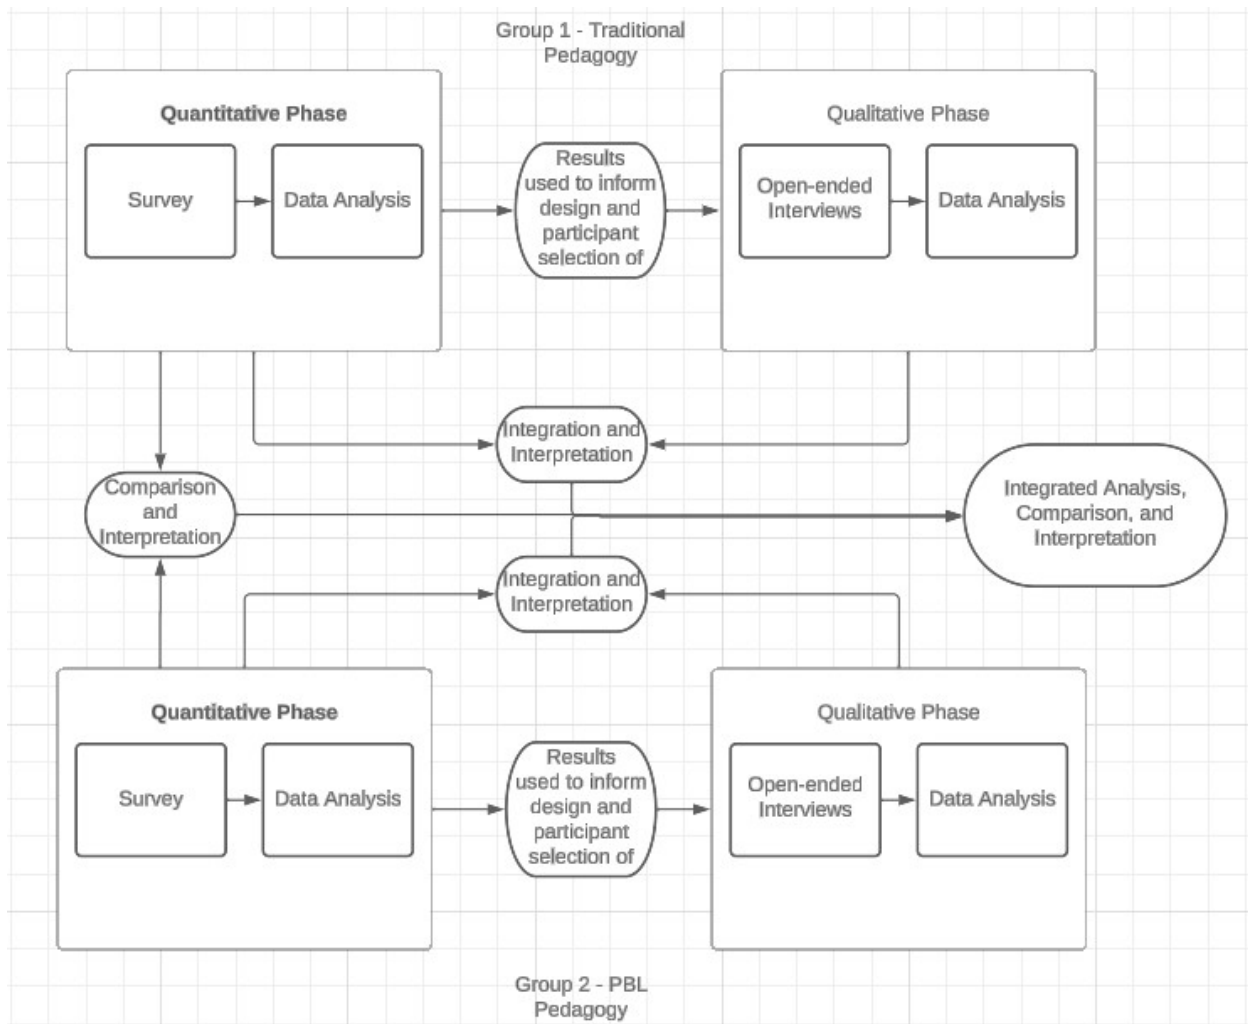 Group 1 - Traditional
Pedagogy
Quantitative Phase
Survey
Data Analysis
Results
used to inform
design and
participant
selection of
Qualitative Phase
Open-ended
Interviews
Data Analysis
Integration and
Interpretation
Comparison
and
Interpretation
Integrated Analysis,
Comparison, and
Interpretation
Integration and
Interpretation
Quantitative Phase
Survey
Data Analysis
Results
used to inform
design and
participant
selection of
Qualitative Phase
Open-ended
Interviews
Data Analysis
Group 2 - PBL
Pedagogy